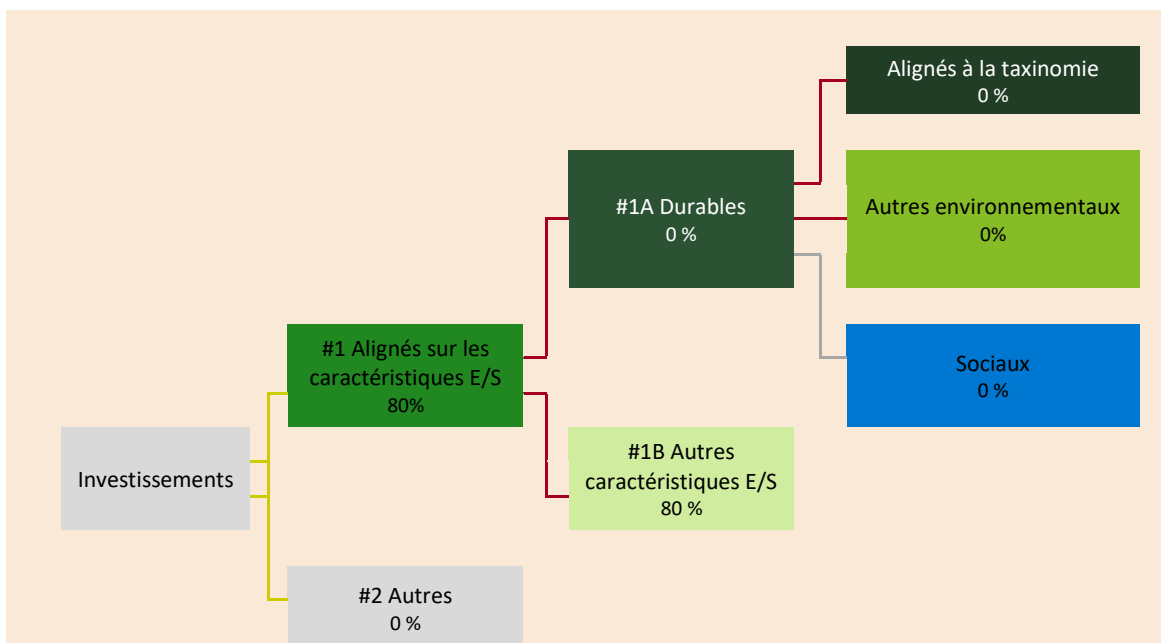 Alignés à la taxinomie
0 %
#1A Durables
0 %
Autres environnementaux
0%
#1 Alignés sur les
caractéristiques E/S
80%
Sociaux
0 %
Investissements
#1B Autres
caractéristiques E/S
80 %
#2 Autres
0 %